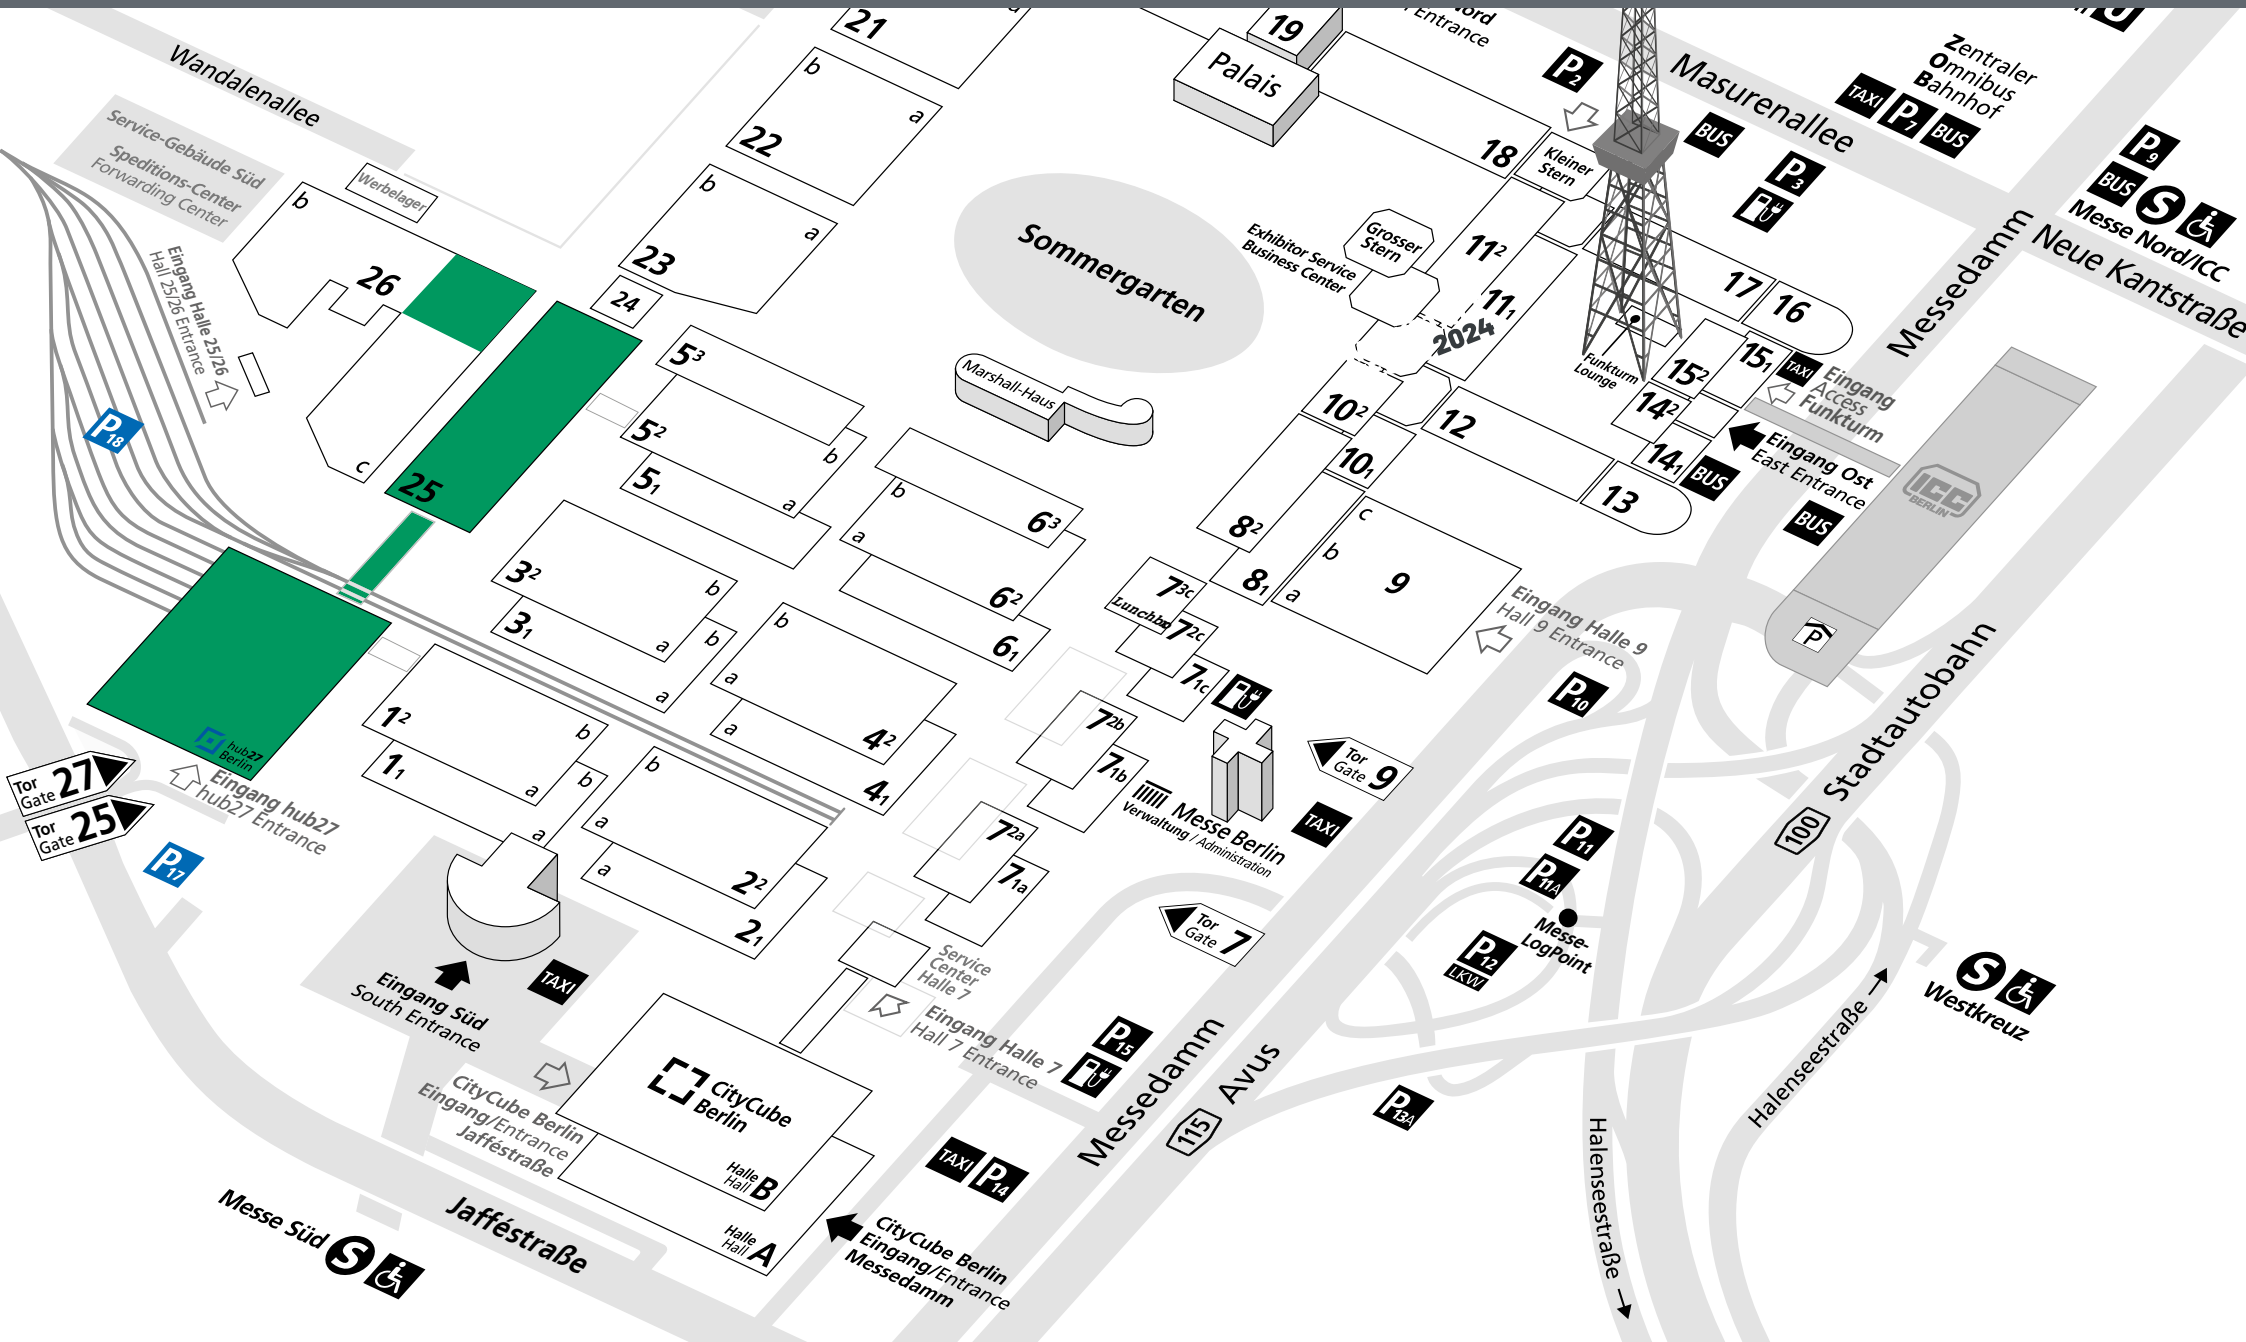 21
19
Palais
Nord
Entrance
P2
Masurenallee
BUS
P3
Zentraler
Omnibus
Bahnhof
TAXI
P7
BUS
P9
BUS
S
Messe Nord/ICC
Neue Kantstraße
Messedamm
Wandalenallee
Service-Gebäude Süd
Speditions-Center
Forwarding Center
Werbelager
b
26
c
Eingang Halle 25/26
Hall 25/26 Entrance
P18
25
b
a
22
b
a
23
24
Sommergarten
Marshall-Haus
Exhibitor Service
Business Center
Grosser
Stern
18
Kleiner
Stern
11²
11₁
2024
Funkturm
Lounge
17
16
15²
15₁
TAXI
Eingang
Access
Funkturm
14²
14₁
BUS
Eingang Ost
East Entrance
BUS
ICC
BERLIN
P
10²
10₁
12
13
8²
8₁
c
b
a
9
Eingang Halle 9
Hall 9 Entrance
P10
5³
5²
b
a
5₁
b
a
6³
6²
6₁
3²
b
a
3₁
b
a
b
a
4²
a
4₁
1²
b
a
1₁
b
a
b
a
2²
a
2₁
7³ᶜ
7²ᶜ
7₁c
7²ᵇ
7₁b
7²ᵃ
7₁a
Messe Berlin
Verwaltung / Administration
Tor
Gate 9
TAXI
Tor
Gate 7
hub27
Berlin
Eingang hub27
hub27 Entrance
Tor
Gate 27
Tor
Gate 25
P17
Eingang Süd
South Entrance
TAXI
Service
Center
Halle 7
Eingang Halle 7
Hall 7 Entrance
CityCube
Berlin
Halle
Hall B
Halle
Hall A
CityCube Berlin
Eingang/Entrance
Jafféstraße
CityCube Berlin
Eingang/Entrance
Messedamm
TAXI
P14
P15
Messedamm
115
Avus
Jafféstraße
Messe Süd
S
P11
P11A
Messe-
LogPoint
P12
LKW
P13A
100
Stadtautobahn
Halenseestraße
Halenseestraße
S
Westkreuz